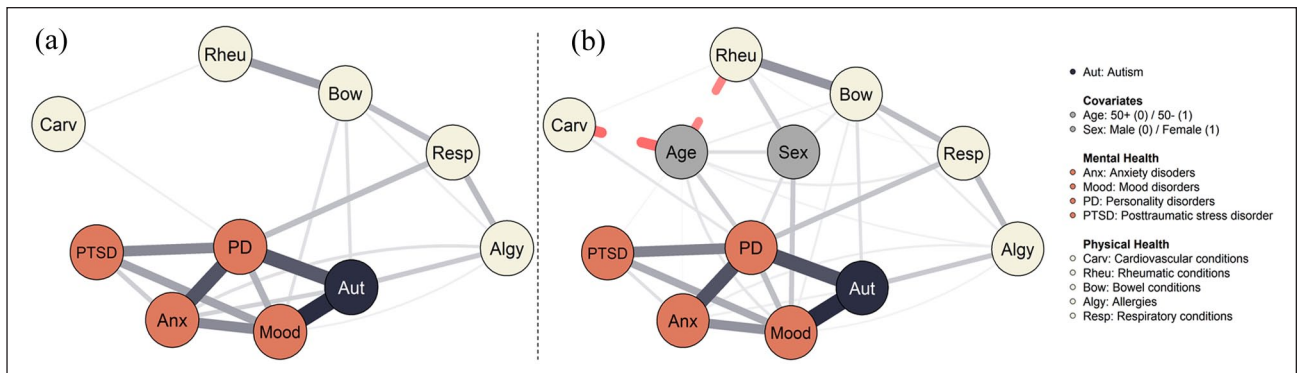 (a)
Rheu
Bow
Carv
Resp
PTSD
PD
Algy
Aut
Anx
Mood
(b)
Rheu
Bow
Carv
Age
Sex
Resp
PTSD
PD
Algy
Aut
Anx
Mood
Aut: Autism
Covariates
Age: 50+ (0) / 50- (1)
Sex: Male (0) / Female (1)
Mental Health
Anx: Anxiety disoders
Mood: Mood disorders
PD: Personality disorders
PTSD: Posttraumatic stress disorder
Physical Health
Carv: Cardiovascular conditions
Rheu: Rheumatic conditions
Bow: Bowel conditions
Algy: Allergies
Resp: Respiratory conditions